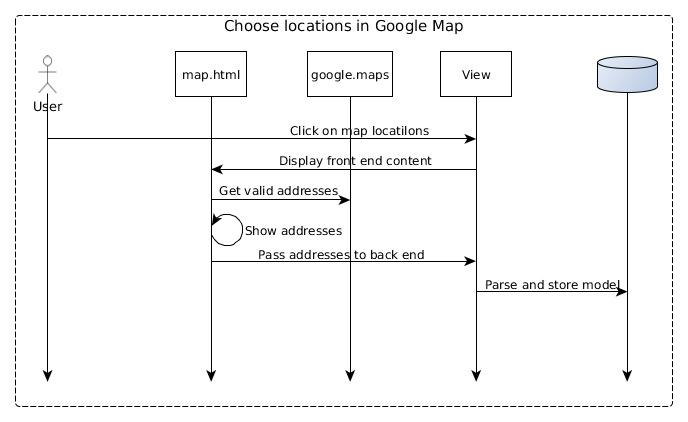 Choose locations in Google Map
User
map.html
google.maps
View
Click on map locatilons
Display front end content
Get valid addresses
Show addresses
Pass addresses to back end
Parse and store model